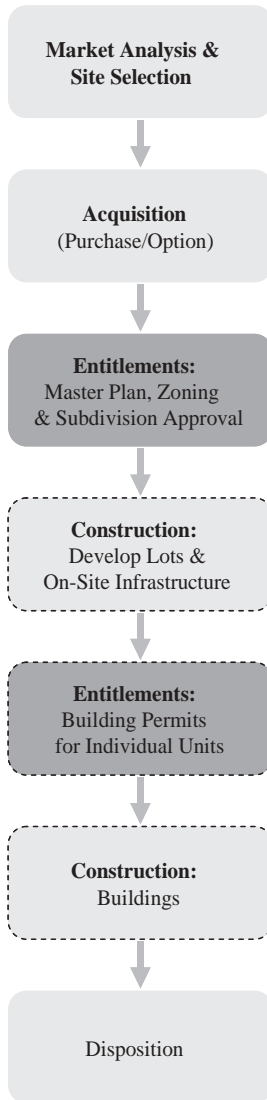 Market Analysis &
Site Selection
Acquisition
(Purchase/Option)
Entitlements:
Master Plan, Zoning
& Subdivision Approval
Construction:
Develop Lots &
On-Site Infrastructure
Entitlements:
Building Permits
for Individual Units
Construction:
Buildings
Disposition